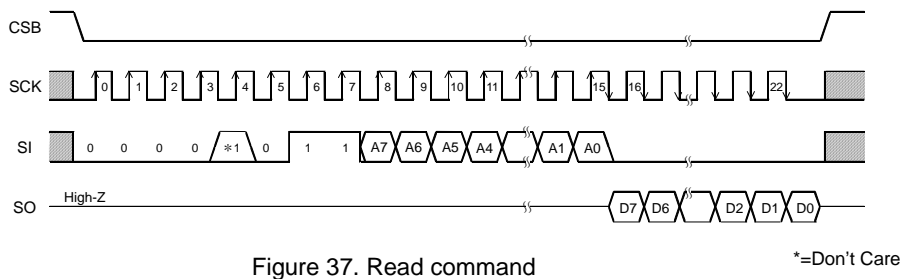 CSB
SCK 0 1 2 3 4 5 6 7 8 9 10 11 15 16 22
SI 0 0 0 0 *1 0 1 1 A7 A6 A5 A4 A1 A0
SO High-Z D7 D6 D2 D1 D0
Figure 37. Read command
*=Don't Care